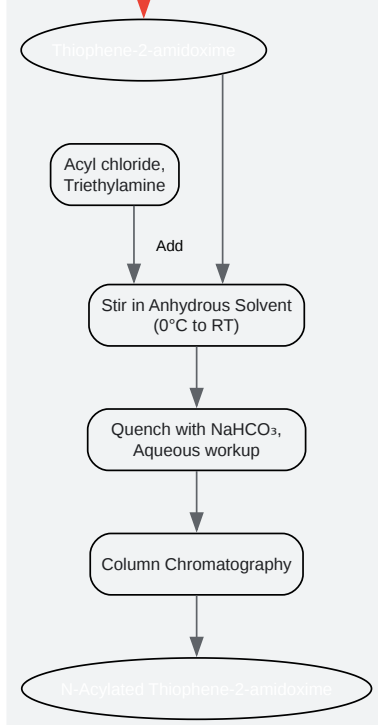 Thiophene-2-amidoxime
Acyl chloride,
Triethylamine
Add
Stir in Anhydrous Solvent
(0°C to RT)
Quench with NaHCO₃,
Aqueous workup
Column Chromatography
N-Acylated Thiophene-2-amidoxime